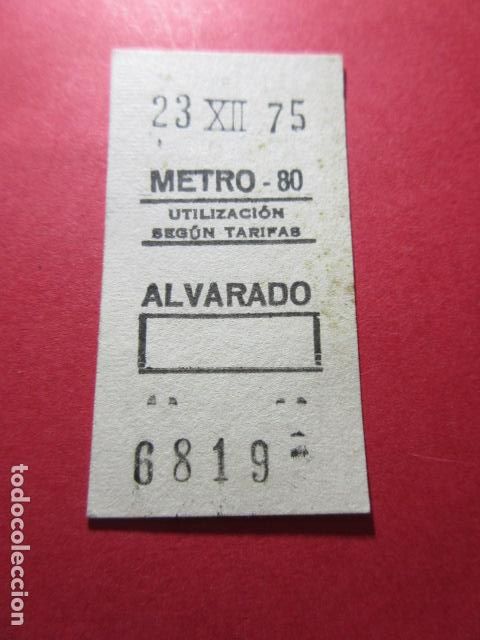 23 XII 75
METRO - 80
UTILIZACIÓN
SEGÚN TARIFAS
ALVARADO
6819
todocoleccion